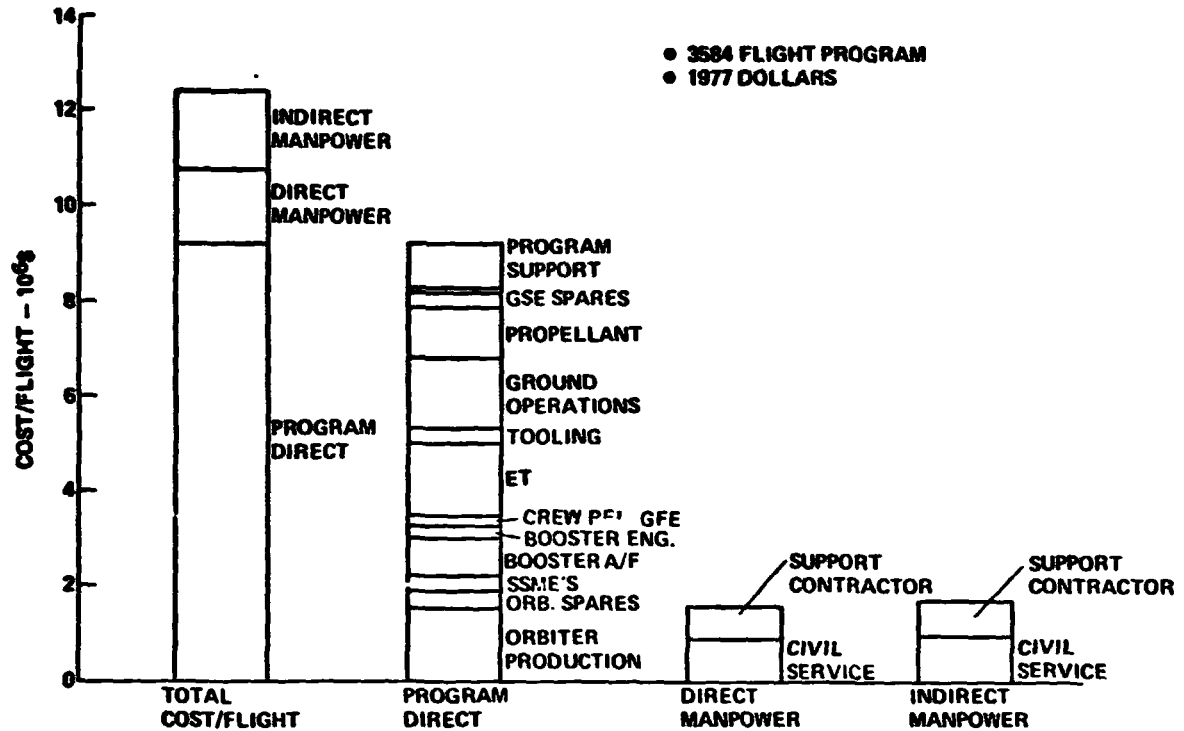 14
12
10
8
6
4
2
0
COST/FLIGHT – 10⁶$
● 3584 FLIGHT PROGRAM
● 1977 DOLLARS
INDIRECT
MANPOWER
DIRECT
MANPOWER
PROGRAM
DIRECT
PROGRAM
SUPPORT
GSE SPARES
PROPELLANT
GROUND
OPERATIONS
TOOLING
ET
CREW GFE
BOOSTER ENG.
BOOSTER A/F
SSME'S
ORB. SPARES
ORBITER
PRODUCTION
SUPPORT
CONTRACTOR
CIVIL
SERVICE
SUPPORT
CONTRACTOR
CIVIL
SERVICE
TOTAL
COST/FLIGHT
PROGRAM
DIRECT
DIRECT
MANPOWER
INDIRECT
MANPOWER